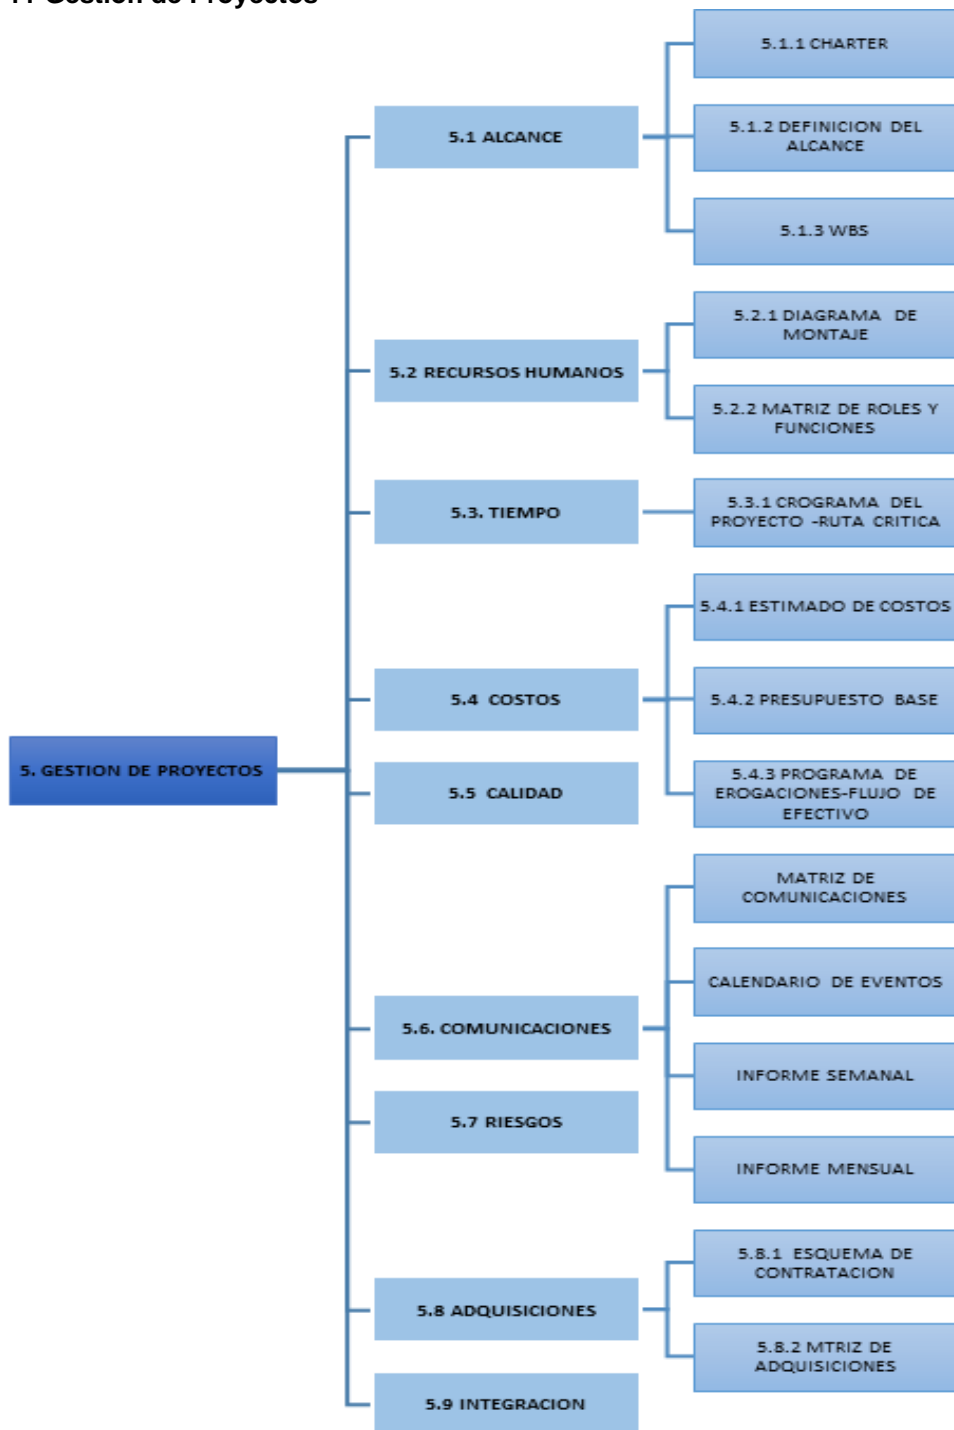 Gestión de Proyectos
5.1.1 CHARTER
5.1 ALCANCE
5.1.2 DEFINICION DEL
ALCANCE
5.1.3 WBS
5.2 RECURSOS HUMANOS
5.2.1 DIAGRAMA DE
MONTAJE
5.2.2 MATRIZ DE ROLES Y
FUNCIONES
5.3. TIEMPO
5.3.1 CROGRAMA DEL
PROYECTO -RUTA CRITICA
5.4 COSTOS
5.4.1 ESTIMADO DE COSTOS
5.4.2 PRESUPUESTO BASE
5.4.3 PROGRAMA DE
EROGACIONES-FLUJO DE
EFECTIVO
5. GESTION DE PROYECTOS
5.5 CALIDAD
5.6. COMUNICACIONES
MATRIZ DE
COMUNICACIONES
CALENDARIO DE EVENTOS
INFORME SEMANAL
INFORME MENSUAL
5.7 RIESGOS
5.8 ADQUISICIONES
5.8.1 ESQUEMA DE
CONTRATACION
5.8.2 MTRIZ DE
ADQUISICIONES
5.9 INTEGRACION